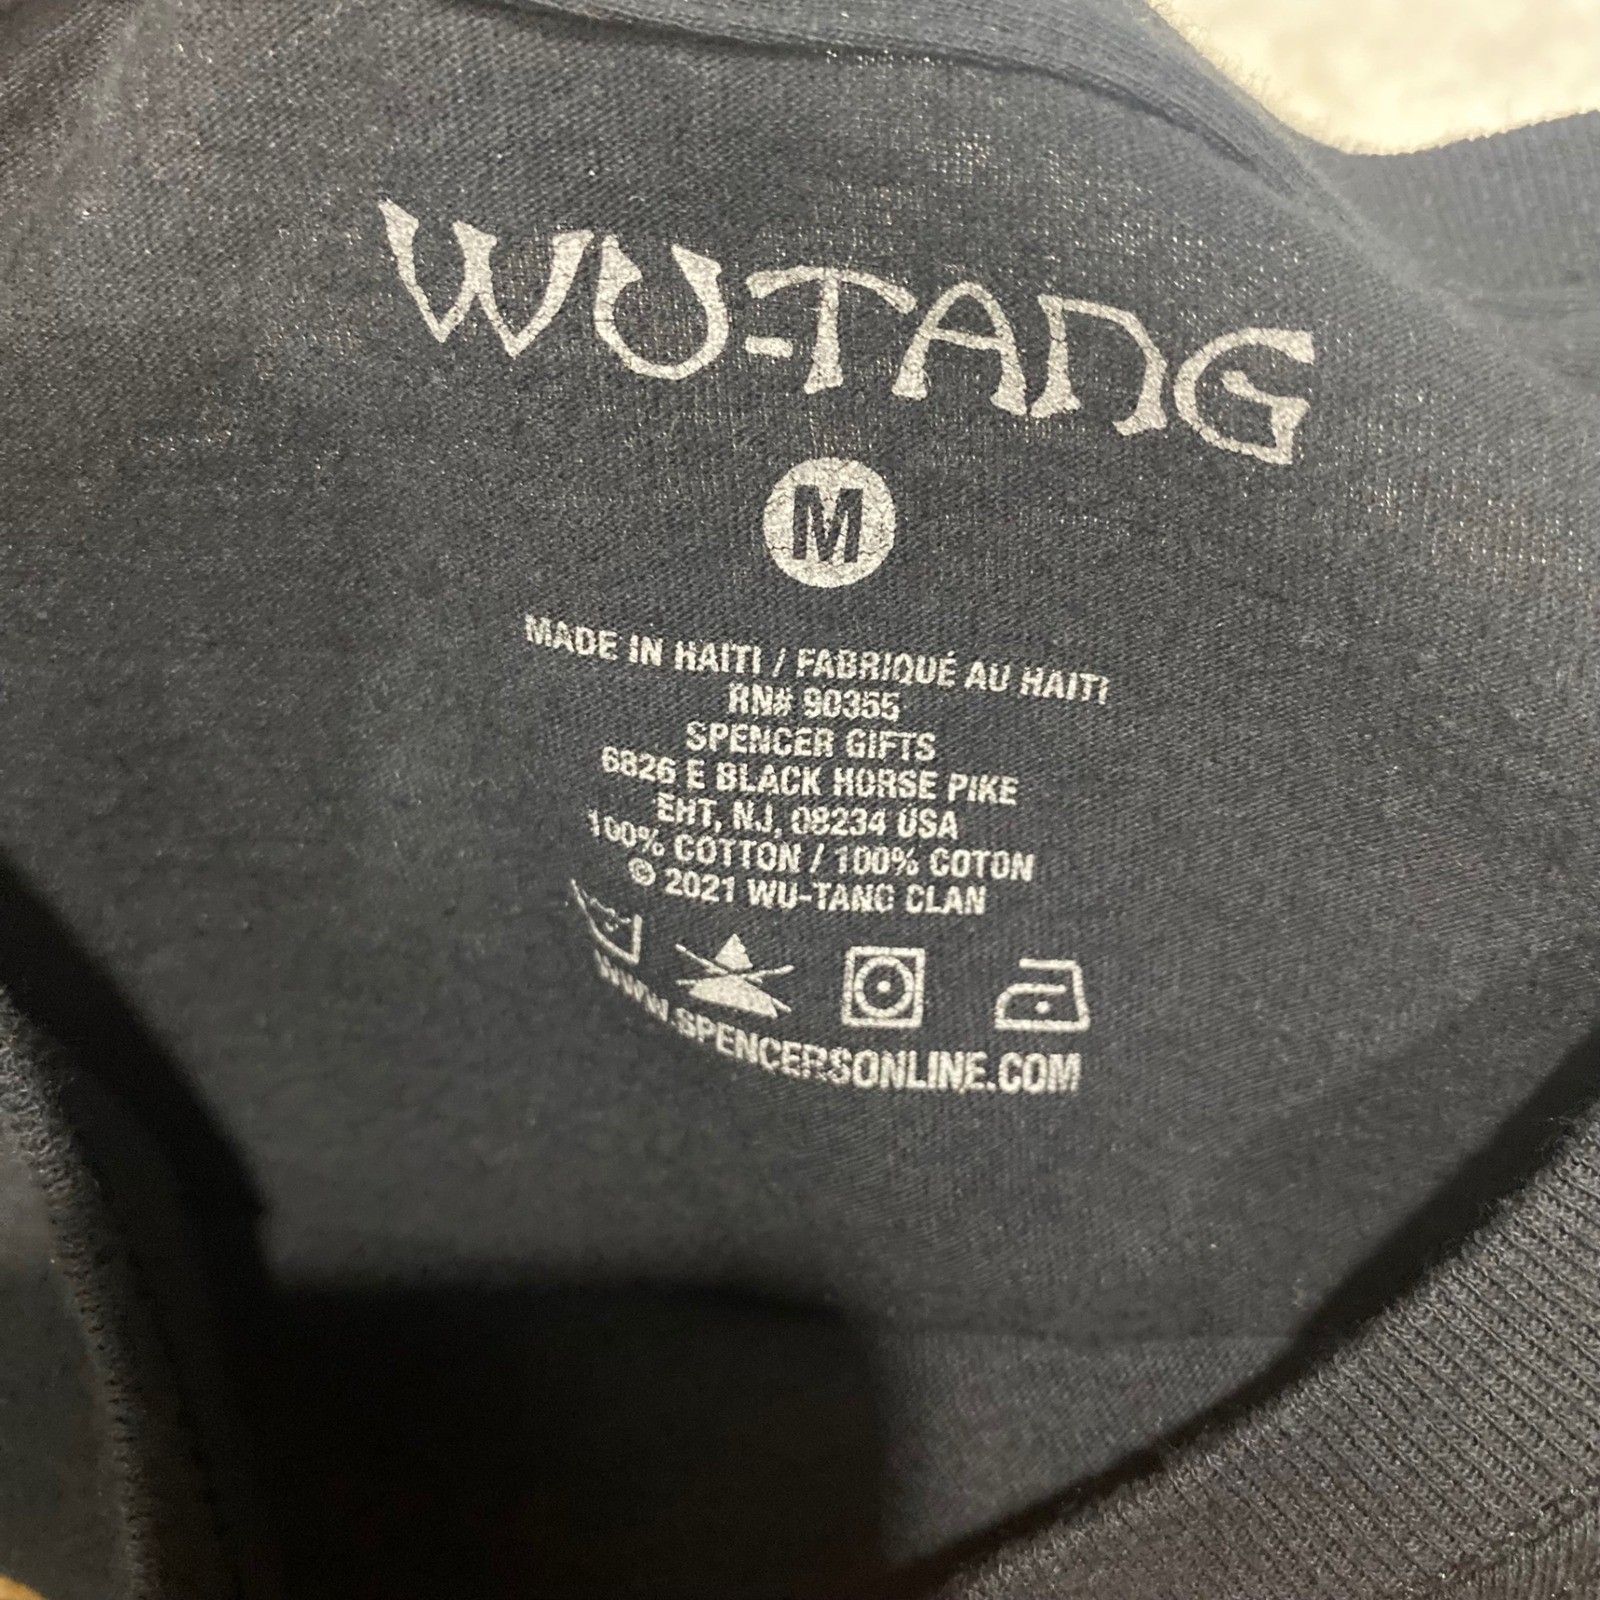 WU-TANG
M
MADE IN HAITI / FABRIQUÉ AU HAITI
RN# 90355
SPENCER GIFTS
6826 E BLACK HORSE PIKE
EHT, NJ, 08234 USA
100% COTTON / 100% COTON
© 2021 WU-TANG CLAN
WWW.SPENCERSONLINE.COM